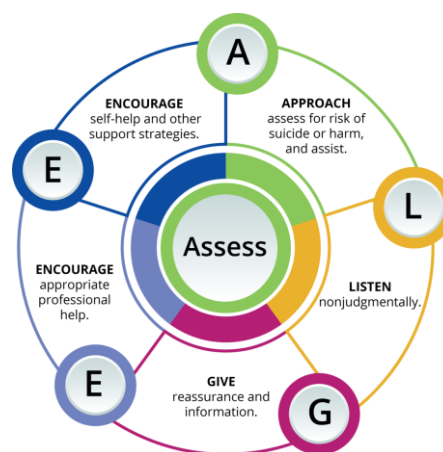 A
APPROACH
assess for risk of
suicide or harm,
and assist.
L
LISTEN
nonjudgmentally.
G
GIVE
reassurance and
information.
E
ENCOURAGE
appropriate
professional
help.
E
ENCOURAGE
self-help and other
support strategies.
Assess